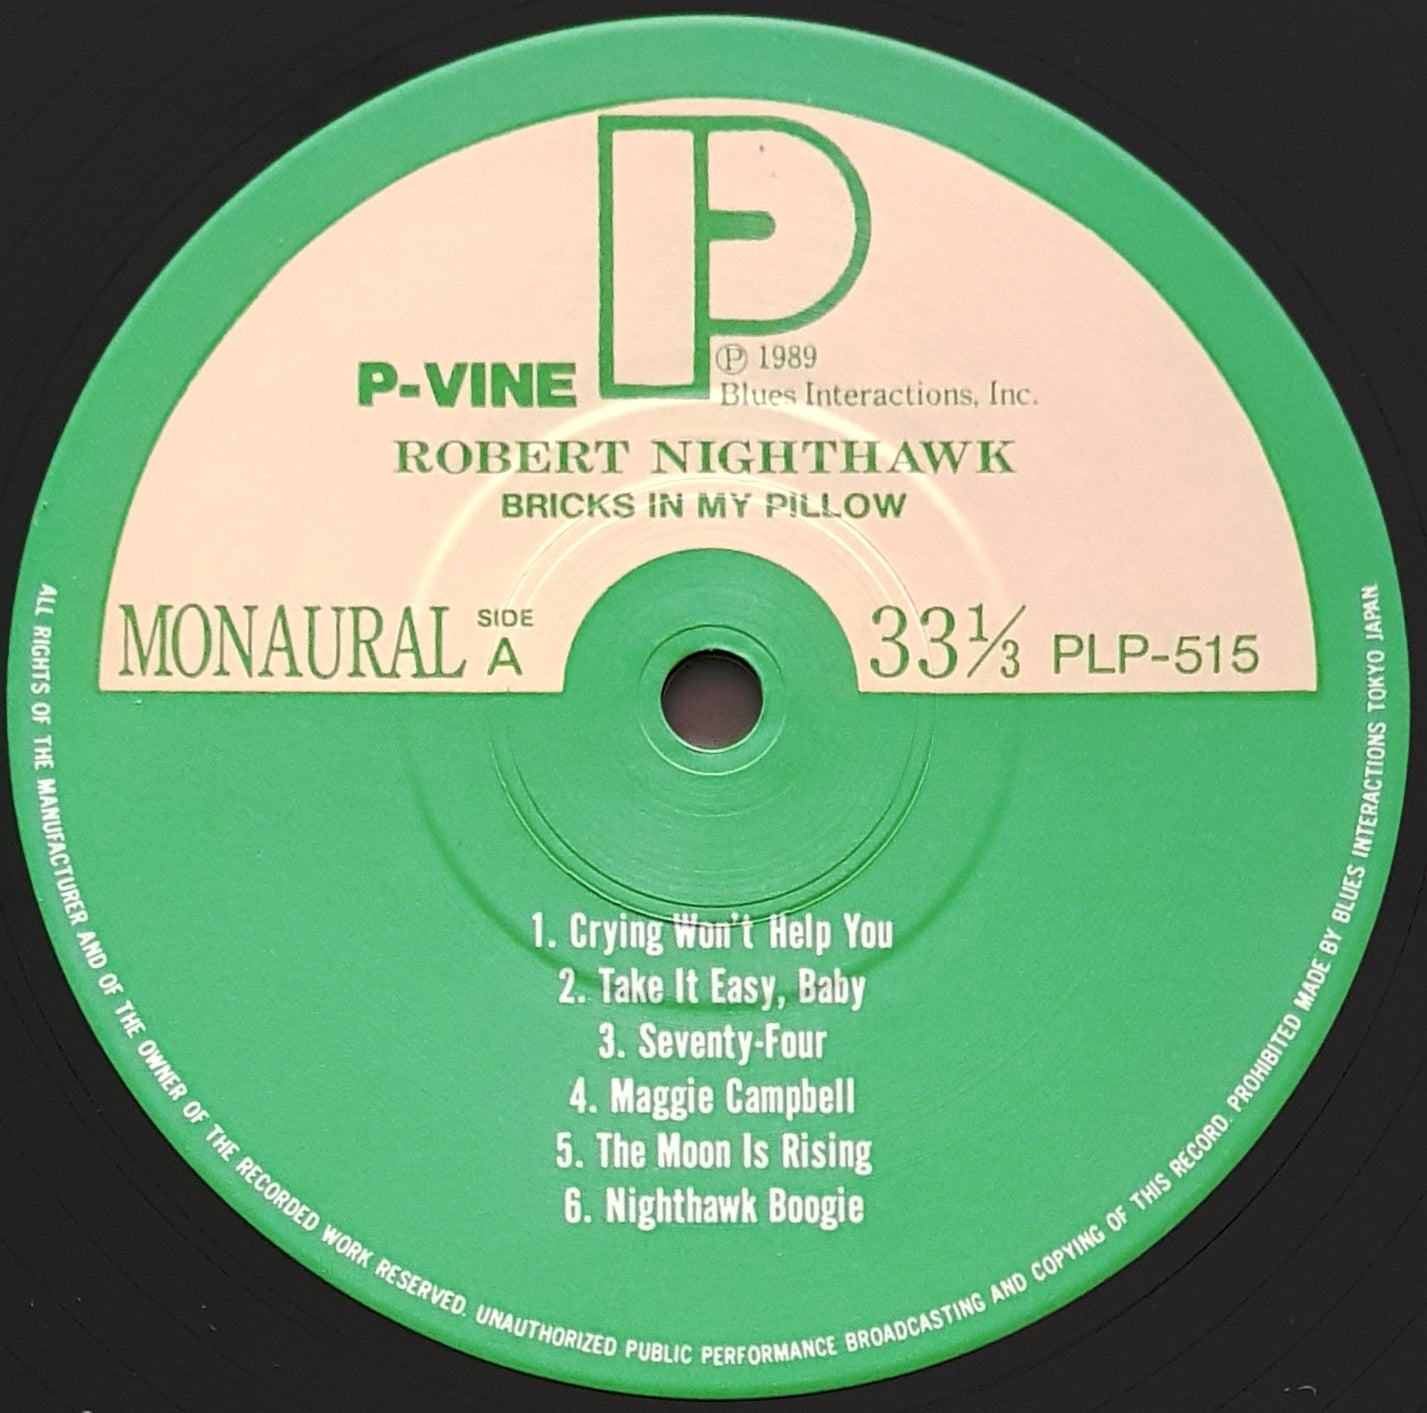 P
P-VINE
Ⓟ 1989
Blues Interactions, Inc.
ROBERT NIGHTHAWK
BRICKS IN MY PILLOW
MONAURAL SIDE A
33⅓ PLP-515
1. Crying Won't Help You
2. Take It Easy, Baby
3. Seventy-Four
4. Maggie Campbell
5. The Moon Is Rising
6. Nighthawk Boogie
ALL RIGHTS OF THE MANUFACTURER AND OF THE OWNER OF THE RECORDED WORK RESERVED. UNAUTHORIZED PUBLIC PERFORMANCE BROADCASTING AND COPYING OF THIS RECORD. PROHIBITED MADE BY BLUES INTERACTIONS TOKYO JAPAN